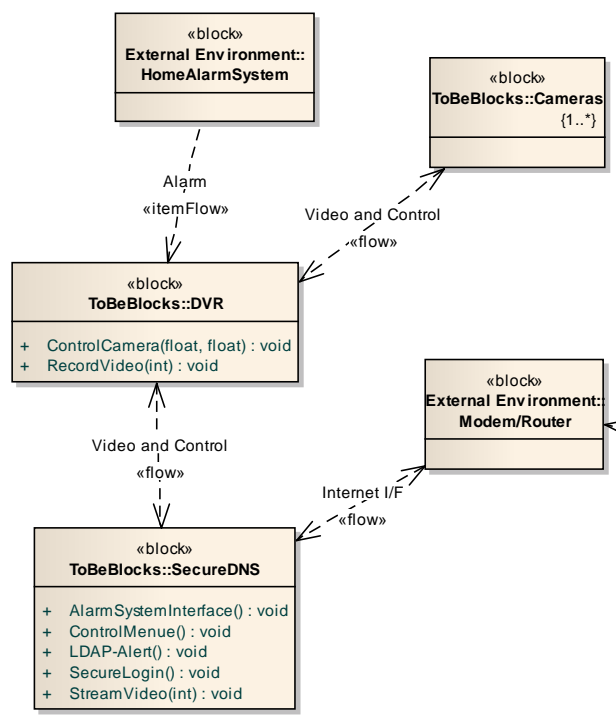 «block»
External Environment::
HomeAlarmSystem
«block»
ToBeBlocks::Cameras
{1..*}
Alarm
«itemFlow»
Video and Control
«flow»
«block»
ToBeBlocks::DVR
+ ControlCamera(float, float) : void
+ RecordVideo(int) : void
«block»
External Environment::
Modem/Router
Video and Control
«flow»
Internet I/F
«flow»
«block»
ToBeBlocks::SecureDNS
+ AlarmSystemInterface() : void
+ ControlMenue() : void
+ LDAP-Alert() : void
+ SecureLogin() : void
+ StreamVideo(int) : void